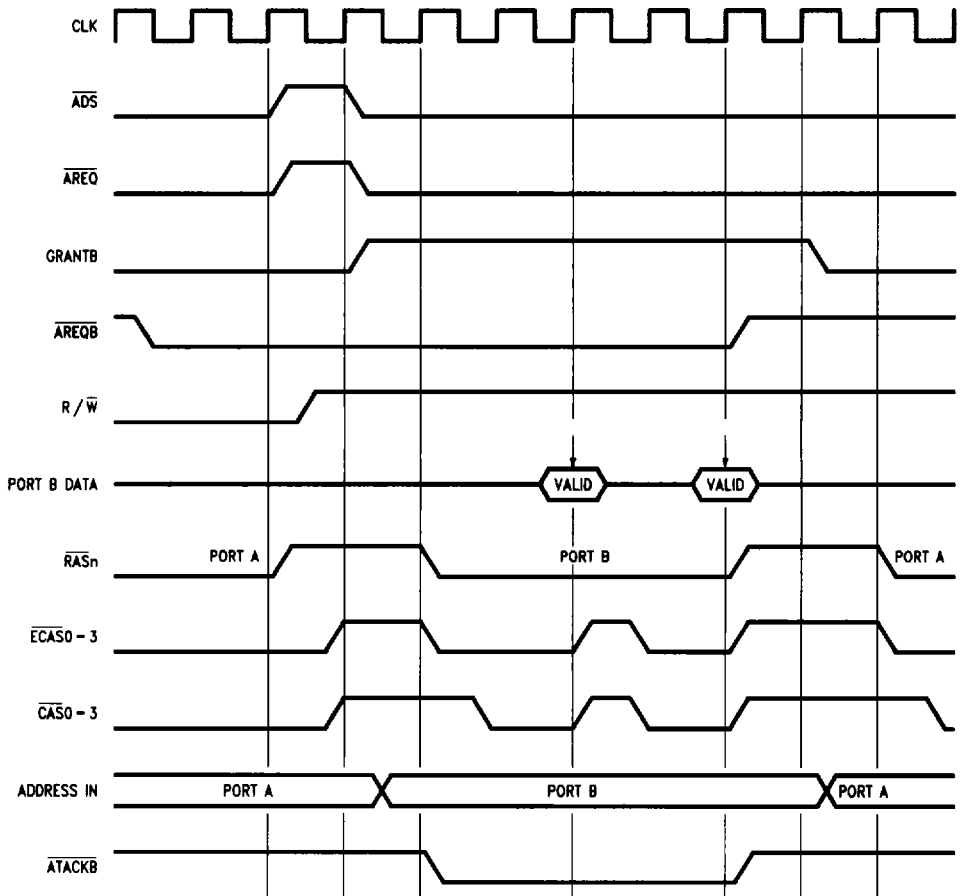 CLK
ADS
AREQ
GRANTB
AREQB
R / W
PORT B DATA VALID VALID
RASn PORT A PORT B PORT A
ECAS0 – 3
CAS0 – 3
ADDRESS IN PORT A PORT B PORT A
ATACKB